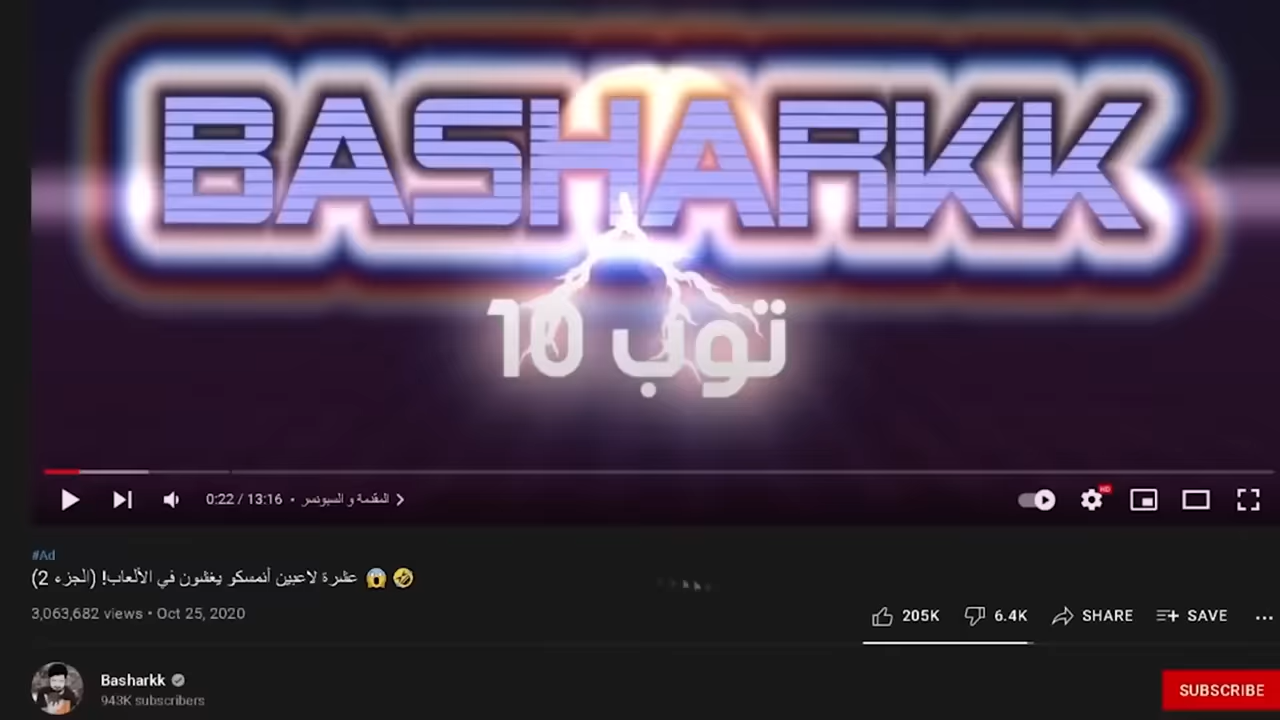 BASHARKK
توب 10
0:22 / 13:16 • المقدمة و السبونسر
HD
#Ad
عشرة لاعبين أنمسكو يغشون في الألعاب! (الجزء 2)
3,063,682 views • Oct 25, 2020
205K 6.4K SHARE SAVE
Basharkk
943K subscribers
SUBSCRIBE